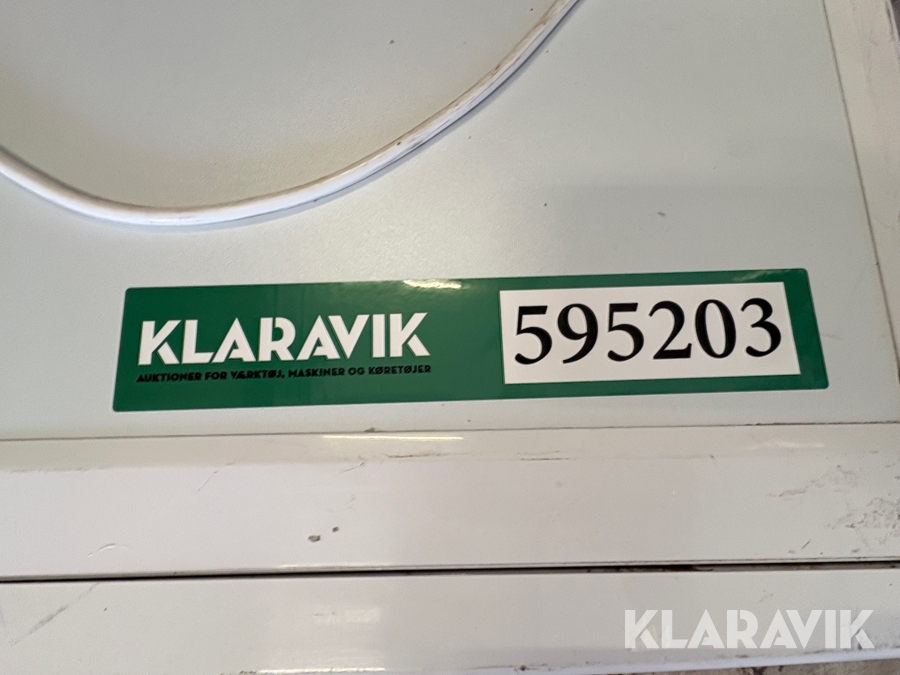 KLARAVIK
AUKTIONER FOR VÆRKTØJ, MASKINER OG KØRETØJER
595203
KLARAVIK